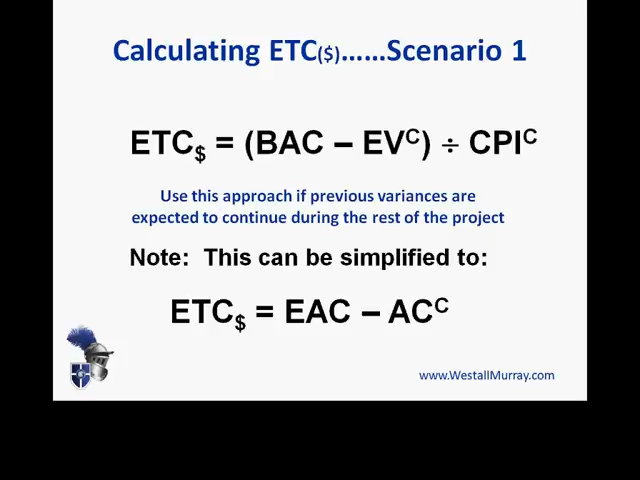 Calculating ETC($)......Scenario 1
ETC$ = (BAC – EVC) ÷ CPIC
Use this approach if previous variances are
expected to continue during the rest of the project
Note: This can be simplified to:
ETC$ = EAC – ACC
www.WestallMurray.com